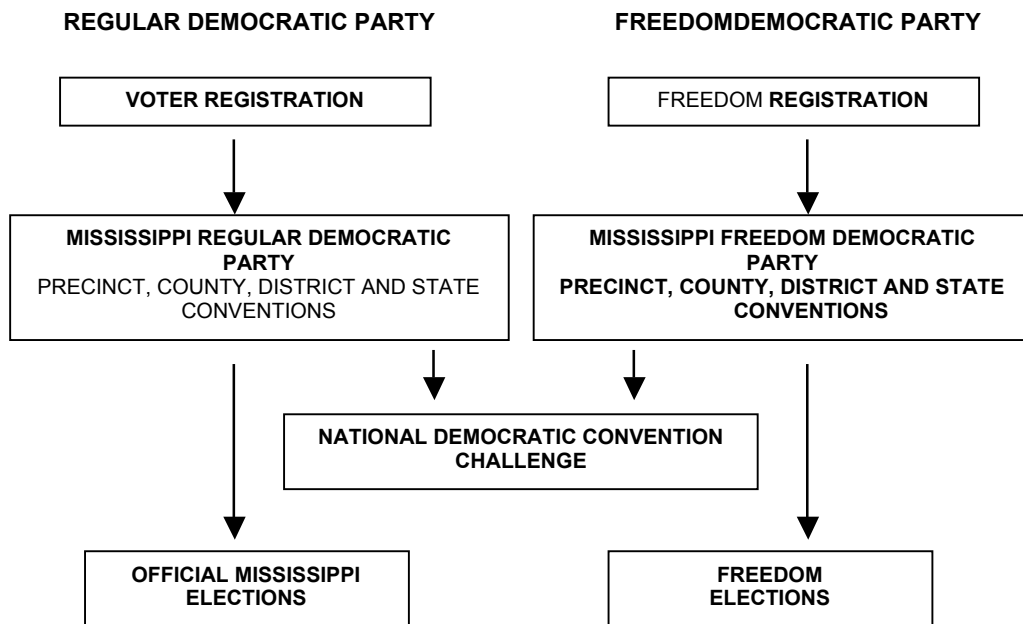 REGULAR DEMOCRATIC PARTY
FREEDOMDEMOCRATIC PARTY
VOTER REGISTRATION
FREEDOM REGISTRATION
MISSISSIPPI REGULAR DEMOCRATIC
PARTY
PRECINCT, COUNTY, DISTRICT AND STATE
CONVENTIONS
MISSISSIPPI FREEDOM DEMOCRATIC
PARTY
PRECINCT, COUNTY, DISTRICT AND STATE
CONVENTIONS
NATIONAL DEMOCRATIC CONVENTION
CHALLENGE
OFFICIAL MISSISSIPPI
ELECTIONS
FREEDOM
ELECTIONS